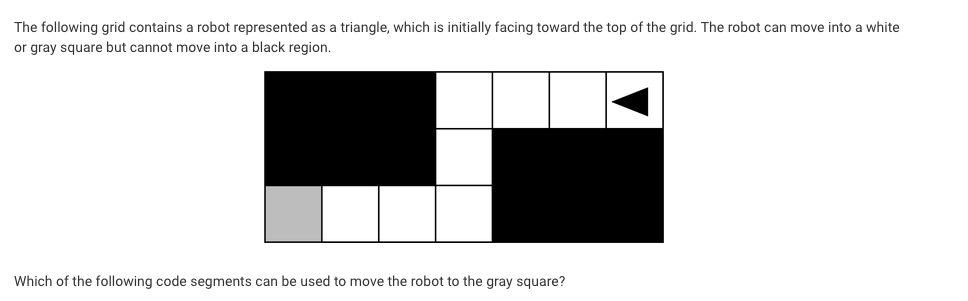 The following grid contains a robot represented as a triangle, which is initially facing toward the top of the grid. The robot can move into a white
or gray square but cannot move into a black region.
Which of the following code segments can be used to move the robot to the gray square?